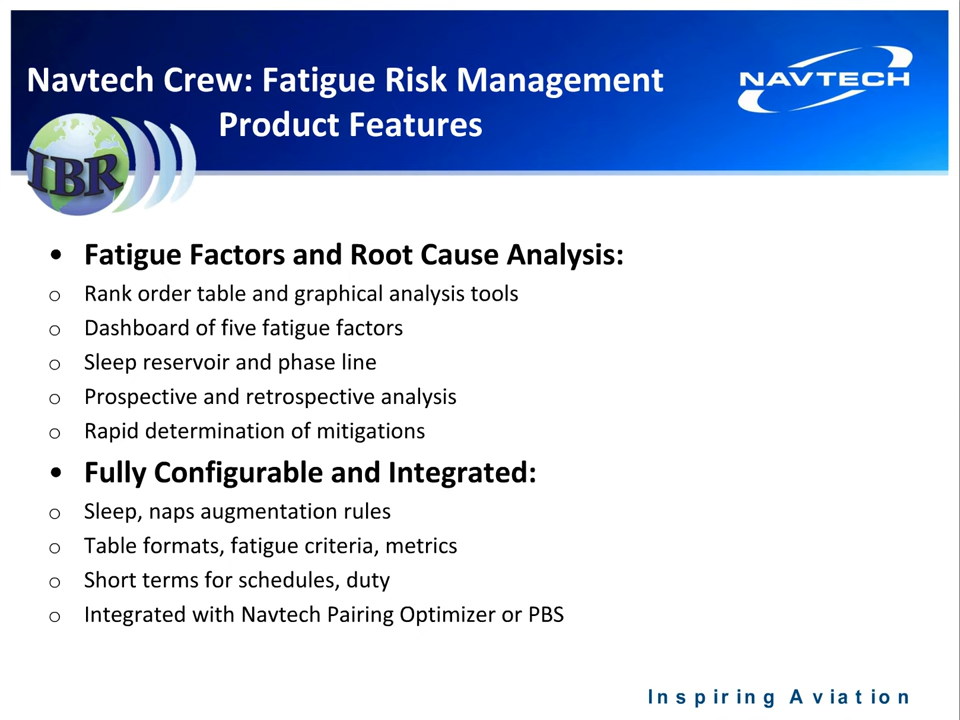 Navtech Crew: Fatigue Risk Management
Product Features
NAVTECH
IBR
• Fatigue Factors and Root Cause Analysis:
o Rank order table and graphical analysis tools
o Dashboard of five fatigue factors
o Sleep reservoir and phase line
o Prospective and retrospective analysis
o Rapid determination of mitigations
• Fully Configurable and Integrated:
o Sleep, naps augmentation rules
o Table formats, fatigue criteria, metrics
o Short terms for schedules, duty
o Integrated with Navtech Pairing Optimizer or PBS
Inspiring Aviation